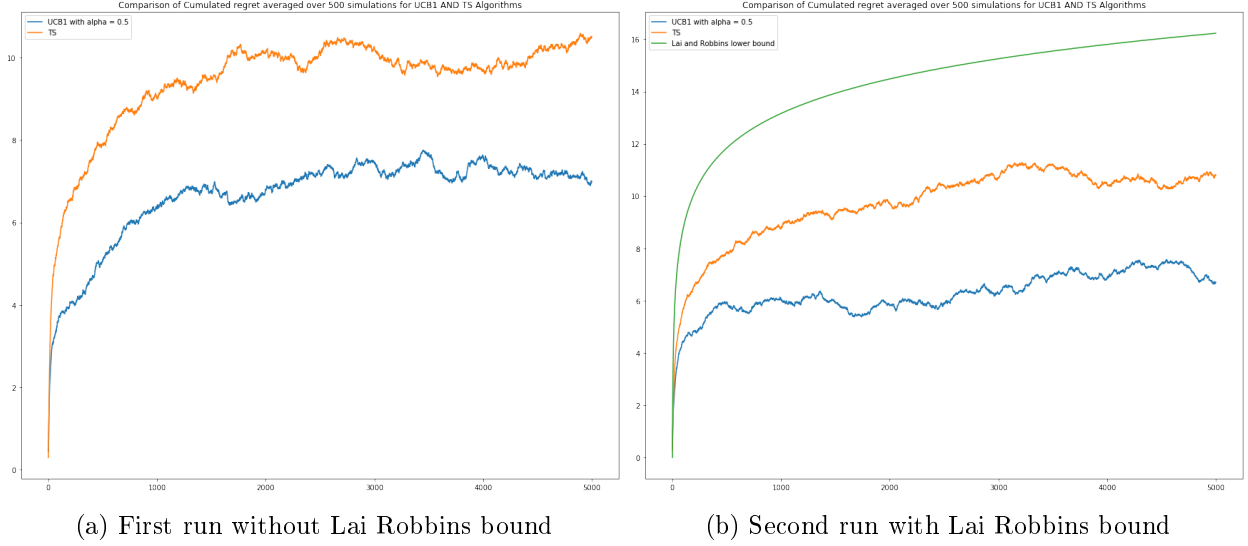 Comparison of Cumulated regret averaged over 500 simulations for UCB1 AND TS Algorithms
UCB1 with alpha = 0.5
TS
10
8
6
4
2
0
0 1000 2000 3000 4000 5000
(a) First run without Lai Robbins bound
Comparison of Cumulated regret averaged over 500 simulations for UCB1 AND TS Algorithms
UCB1 with alpha = 0.5
TS
Lai and Robbins lower bound
16
14
12
10
8
6
4
2
0
0 1000 2000 3000 4000 5000
(b) Second run with Lai Robbins bound